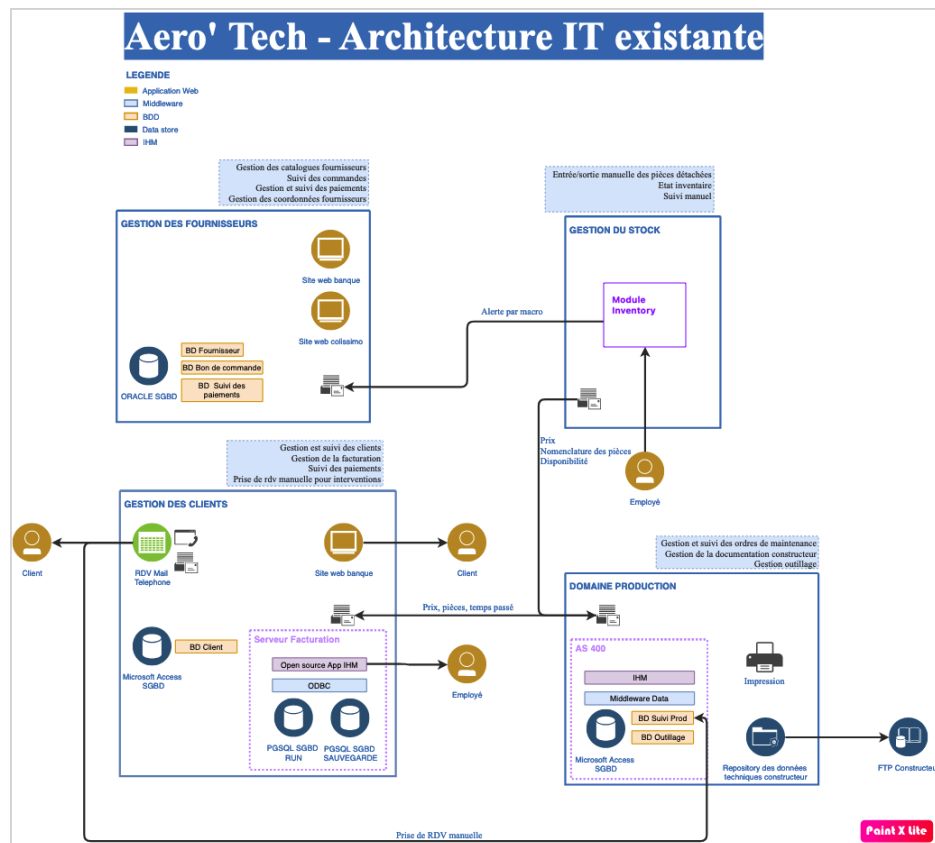 Aero' Tech - Architecture IT existante
LEGENDE
Application Web
Middleware
BDD
Data store
IHM
Gestion des catalogues fournisseurs
Suivi des commandes
Gestion et suivi des paiements
Gestion des coordonnées fournisseurs
GESTION DES FOURNISSEURS
Site web banque
Site web colissimo
BD Fournisseur
BD Bon de commande
BD Suivi des
paiements
ORACLE SGBD
Entrée/sortie manuelle des pièces détachées
Etat inventaire
Suivi manuel
GESTION DU STOCK
Module
Inventory
Alerte par macro
Prix
Nomenclature des pièces
Disponibilité
Employé
Gestion est suivi des clients
Gestion de la facturation
Suivi des paiements
Prise de rdv manuelle pour interventions
GESTION DES CLIENTS
Client
RDV Mail
Telephone
Site web banque
Client
Prix, pièces, temps passé
BD Client
Microsoft Access
SGBD
Serveur Facturation
Open source App IHM
ODBC
PGSQL SGBD
RUN
PGSQL SGBD
SAUVEGARDE
Employé
Gestion et suivi des ordres de maintenance
Gestion de la documentation constructeur
Gestion outillage
DOMAINE PRODUCTION
AS 400
IHM
Middleware Data
BD Suivi Prod
BD Outillage
Microsoft Access
SGBD
Impression
Repository des données
techniques constructeur
FTP Constructeu
Prise de RDV manuelle
Paint X Lite